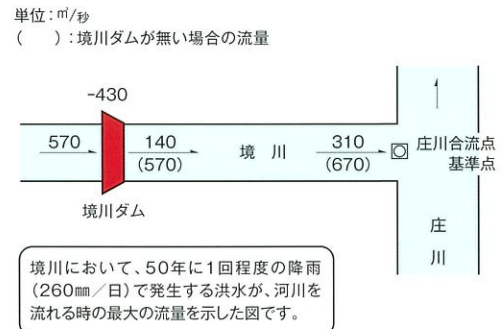 単位:㎥/秒
(　　):境川ダムが無い場合の流量
-430
570
140
(570)
境 川
310
(670)
庄川合流点
基準点
境川ダム
庄
川
境川において、50年に1回程度の降雨
(260㎜/日)で発生する洪水が、河川を
流れる時の最大の流量を示した図です。